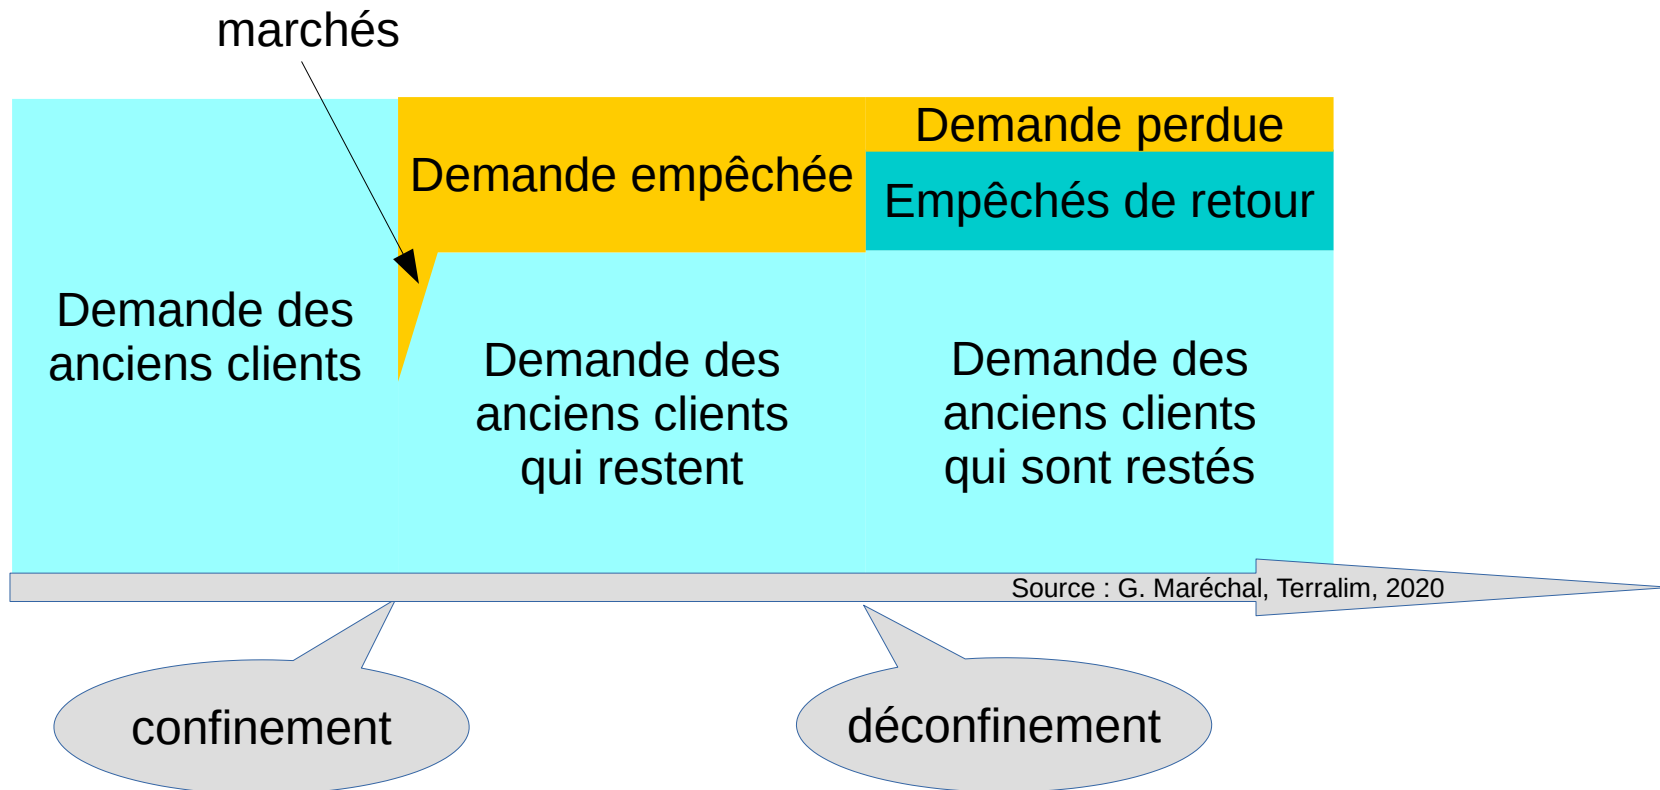 marchés
Demande des
anciens clients
Demande empêchée
Demande des
anciens clients
qui restent
Demande perdue
Empêchés de retour
Demande des
anciens clients
qui sont restés
Source : G. Maréchal, Terralim, 2020
confinement
déconfinement